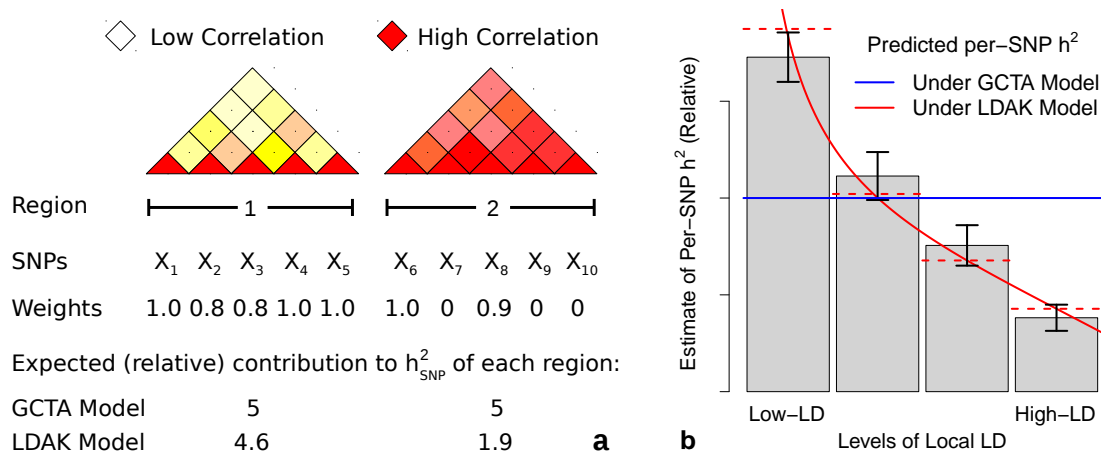 Low Correlation
High Correlation
Region
1
2
SNPs
X₁ X₂ X₃ X₄ X₅ X₆ X₇ X₈ X₉ X₁₀
Weights
1.0 0.8 0.8 1.0 1.0 1.0 0 0.9 0 0
Expected (relative) contribution to h²SNP of each region:
GCTA Model 5 5
LDAK Model 4.6 1.9
a
Estimate of Per−SNP h² (Relative)
Predicted per−SNP h²
Under GCTA Model
Under LDAK Model
Low−LD
High−LD
Levels of Local LD
b